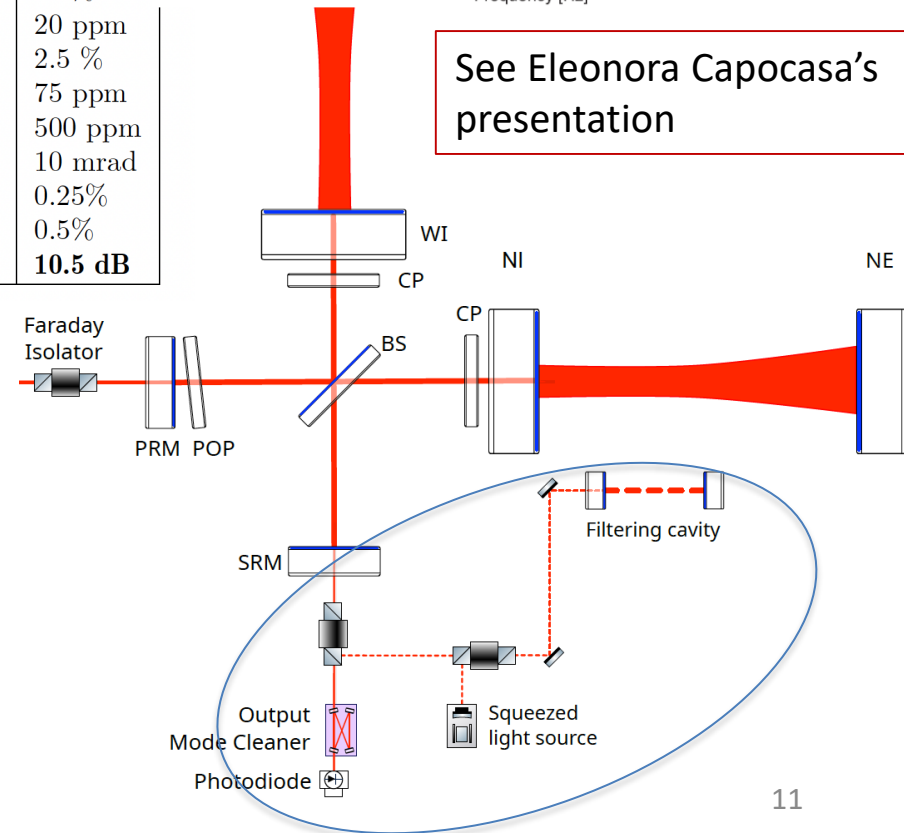 20 ppm
2.5 %
75 ppm
500 ppm
10 mrad
0.25%
0.5%
10.5 dB
See Eleonora Capocasa's
presentation
WI
CP
NI
NE
CP
BS
Faraday
Isolator
PRM POP
Filtering cavity
SRM
Output
Mode Cleaner
Squeezed
light source
Photodiode
11